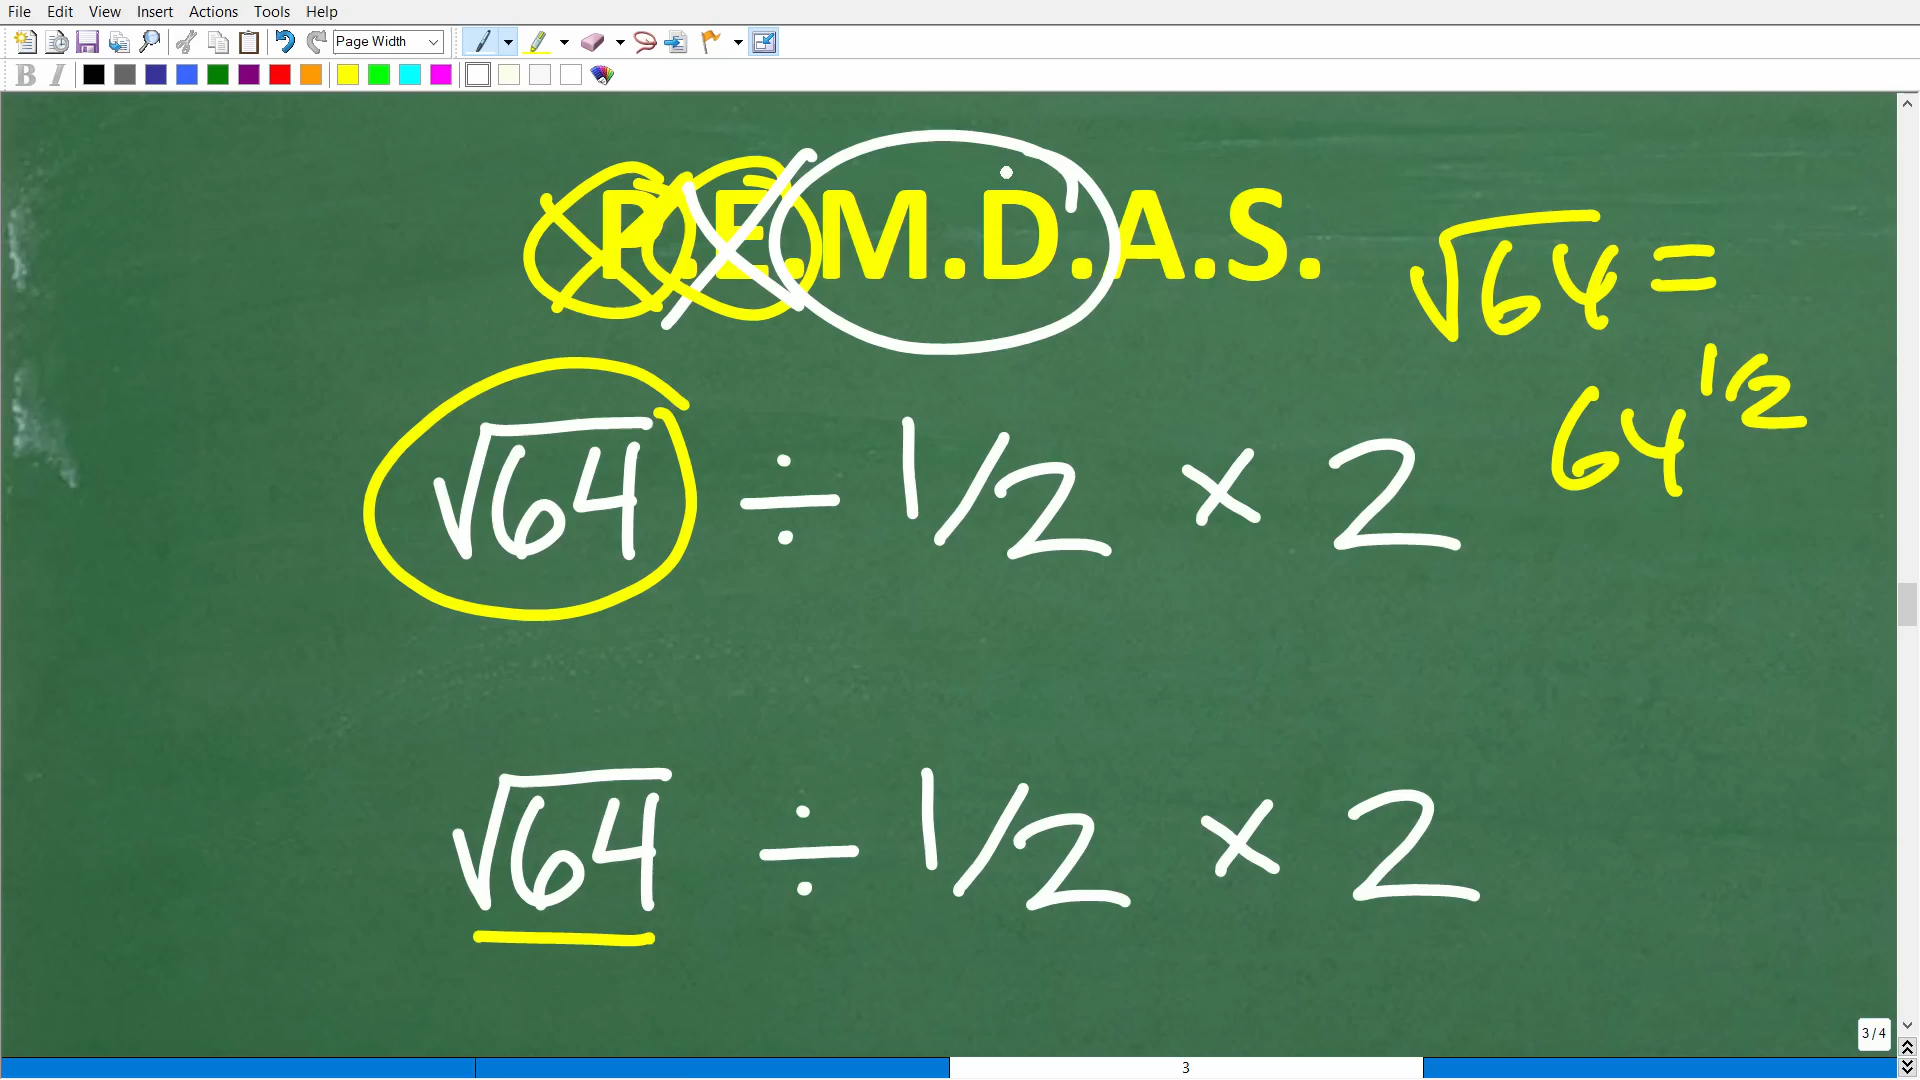 File Edit View Insert Actions Tools Help
Page Width
B I
P.E.M.D.A.S.
√64 =
64^1/2
√64 ÷ 1/2 × 2
√64 ÷ 1/2 × 2
3 / 4
3